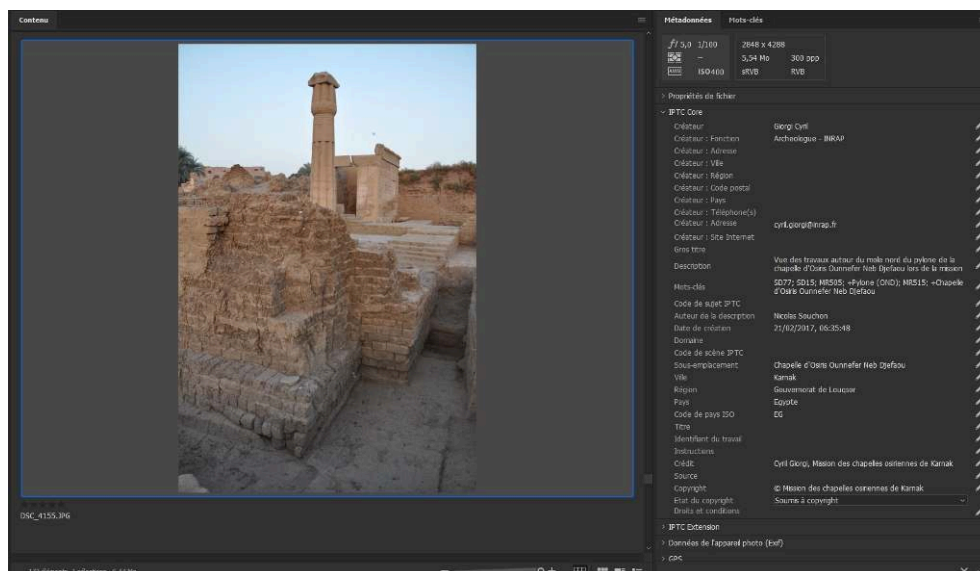 Contenu
DSC_4155.JPG
Métadonnées Mots-clés
f/ 5,0 1/100
--
ISO400
2848 x 4288
5,54 Mo 300 ppp
sRVB RVB
Propriétés de fichier
IPTC Core
Créateur Giorgi Cyril
Créateur : Fonction Archeologue - INRAP
Créateur : Adresse
Créateur : Ville
Créateur : Région
Créateur : Code postal
Créateur : Pays
Créateur : Téléphone(s)
Créateur : Adresse cyril.giorgi@inrap.fr
Créateur : Site Internet
Gros titre
Description Vue des travaux autour du mole nord du pylone de la
chapelle d'Osiris Ounnefer Neb Djefaou lors de la mission
Mots-clés SD77; SD15; MR505; +Pylone (OND); MR515; +Chapelle
d'Osiris Ounnefer Neb Djefaou
Code de sujet IPTC
Auteur de la description Nicolas Souchon
Date de création 21/02/2017, 06:35:48
Domaine
Code de scène IPTC
Sous-emplacement Chapelle d'Osiris Ounnefer Neb Djefaou
Ville Karnak
Région Gouvernorat de Louqsor
Pays Egypte
Code de pays ISO EG
Titre
Identifiant du travail
Instructions
Crédit Cyril Giorgi, Mission des chapelles osiriennes de Karnak
Source
Copyright © Mission des chapelles osiriennes de Karnak
Etat du copyright Soumis à copyright
Droits et conditions
IPTC Extension
Données de l'appareil photo (Exif)
GPS